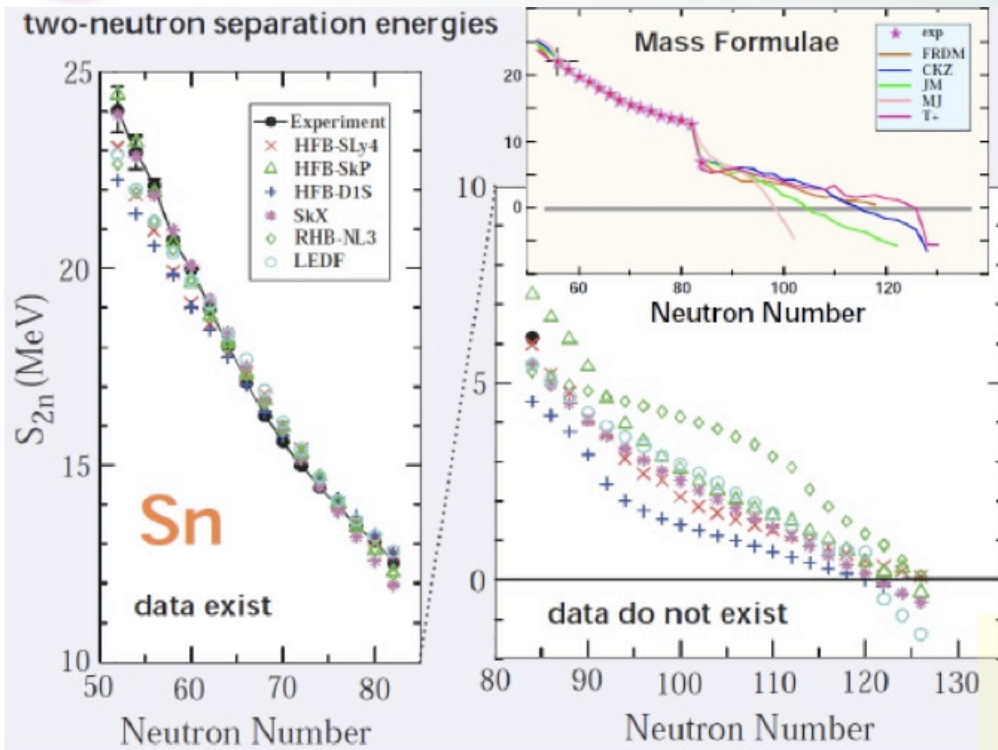 two-neutron separation energies
25
20
15
10
S2n (MeV)
Experiment
HFB-SLy4
HFB-SkP
HFB-D1S
SkX
RHB-NL3
LEDF
Sn
data exist
50 60 70 80
Neutron Number
Mass Formulae
exp
FRDM
CKZ
JM
MJ
T+
20
10
0
60 80 100 120
Neutron Number
10
5
0
data do not exist
80 90 100 110 120 130
Neutron Number